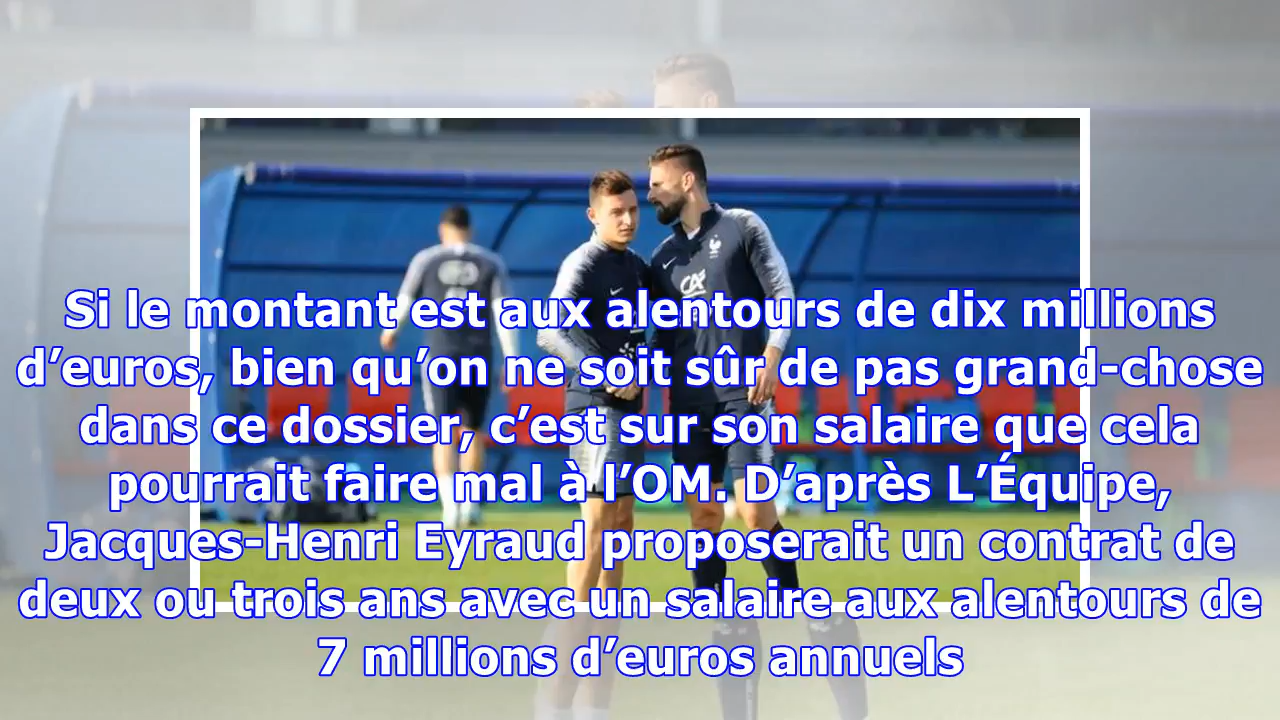 Si le montant est aux alentours de dix millions
d’euros, bien qu’on ne soit sûr de pas grand-chose
dans ce dossier, c’est sur son salaire que cela
pourrait faire mal à l’OM. D’après L’Équipe,
Jacques-Henri Eyraud proposerait un contrat de
deux ou trois ans avec un salaire aux alentours de
7 millions d’euros annuels